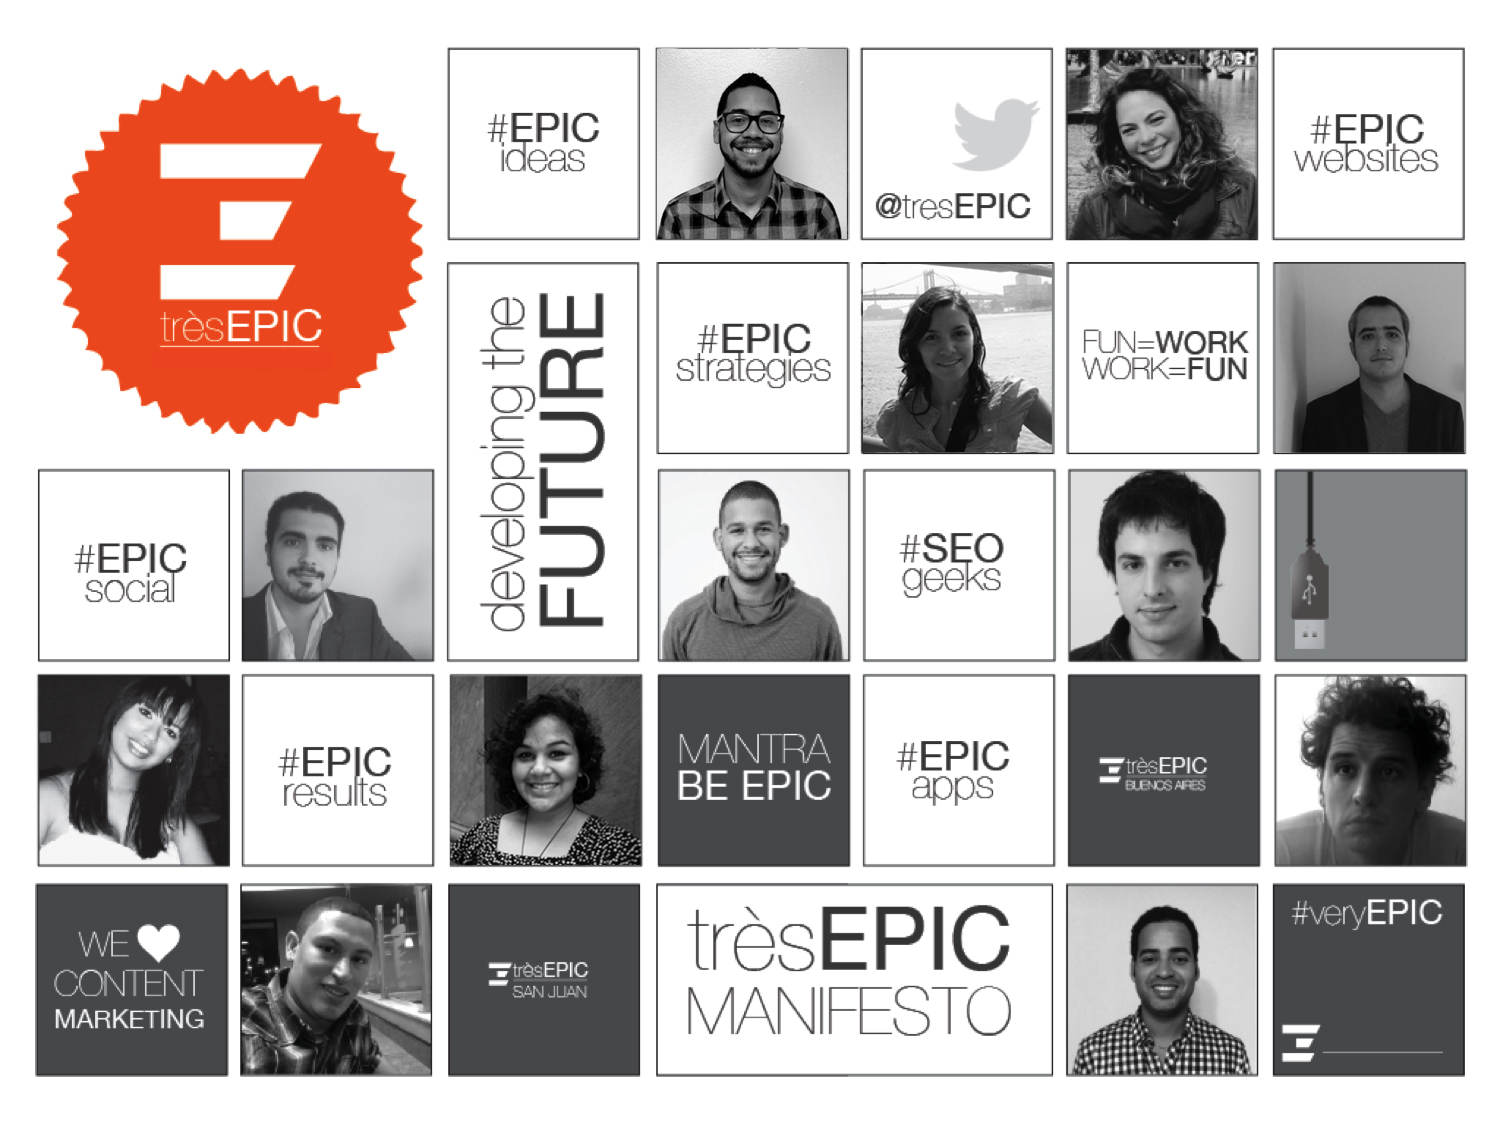 trèsEPIC
#EPIC
ideas
@tresEPIC
#EPIC
websites
developing the
FUTURE
#EPIC
strategies
FUN=WORK
WORK=FUN
#EPIC
social
#SEO
geeks
#EPIC
results
MANTRA
BE EPIC
#EPIC
apps
trèsEPIC
BUENOS AIRES
WE
CONTENT
MARKETING
trèsEPIC
SAN JUAN
trèsEPIC
MANIFESTO
#veryEPIC